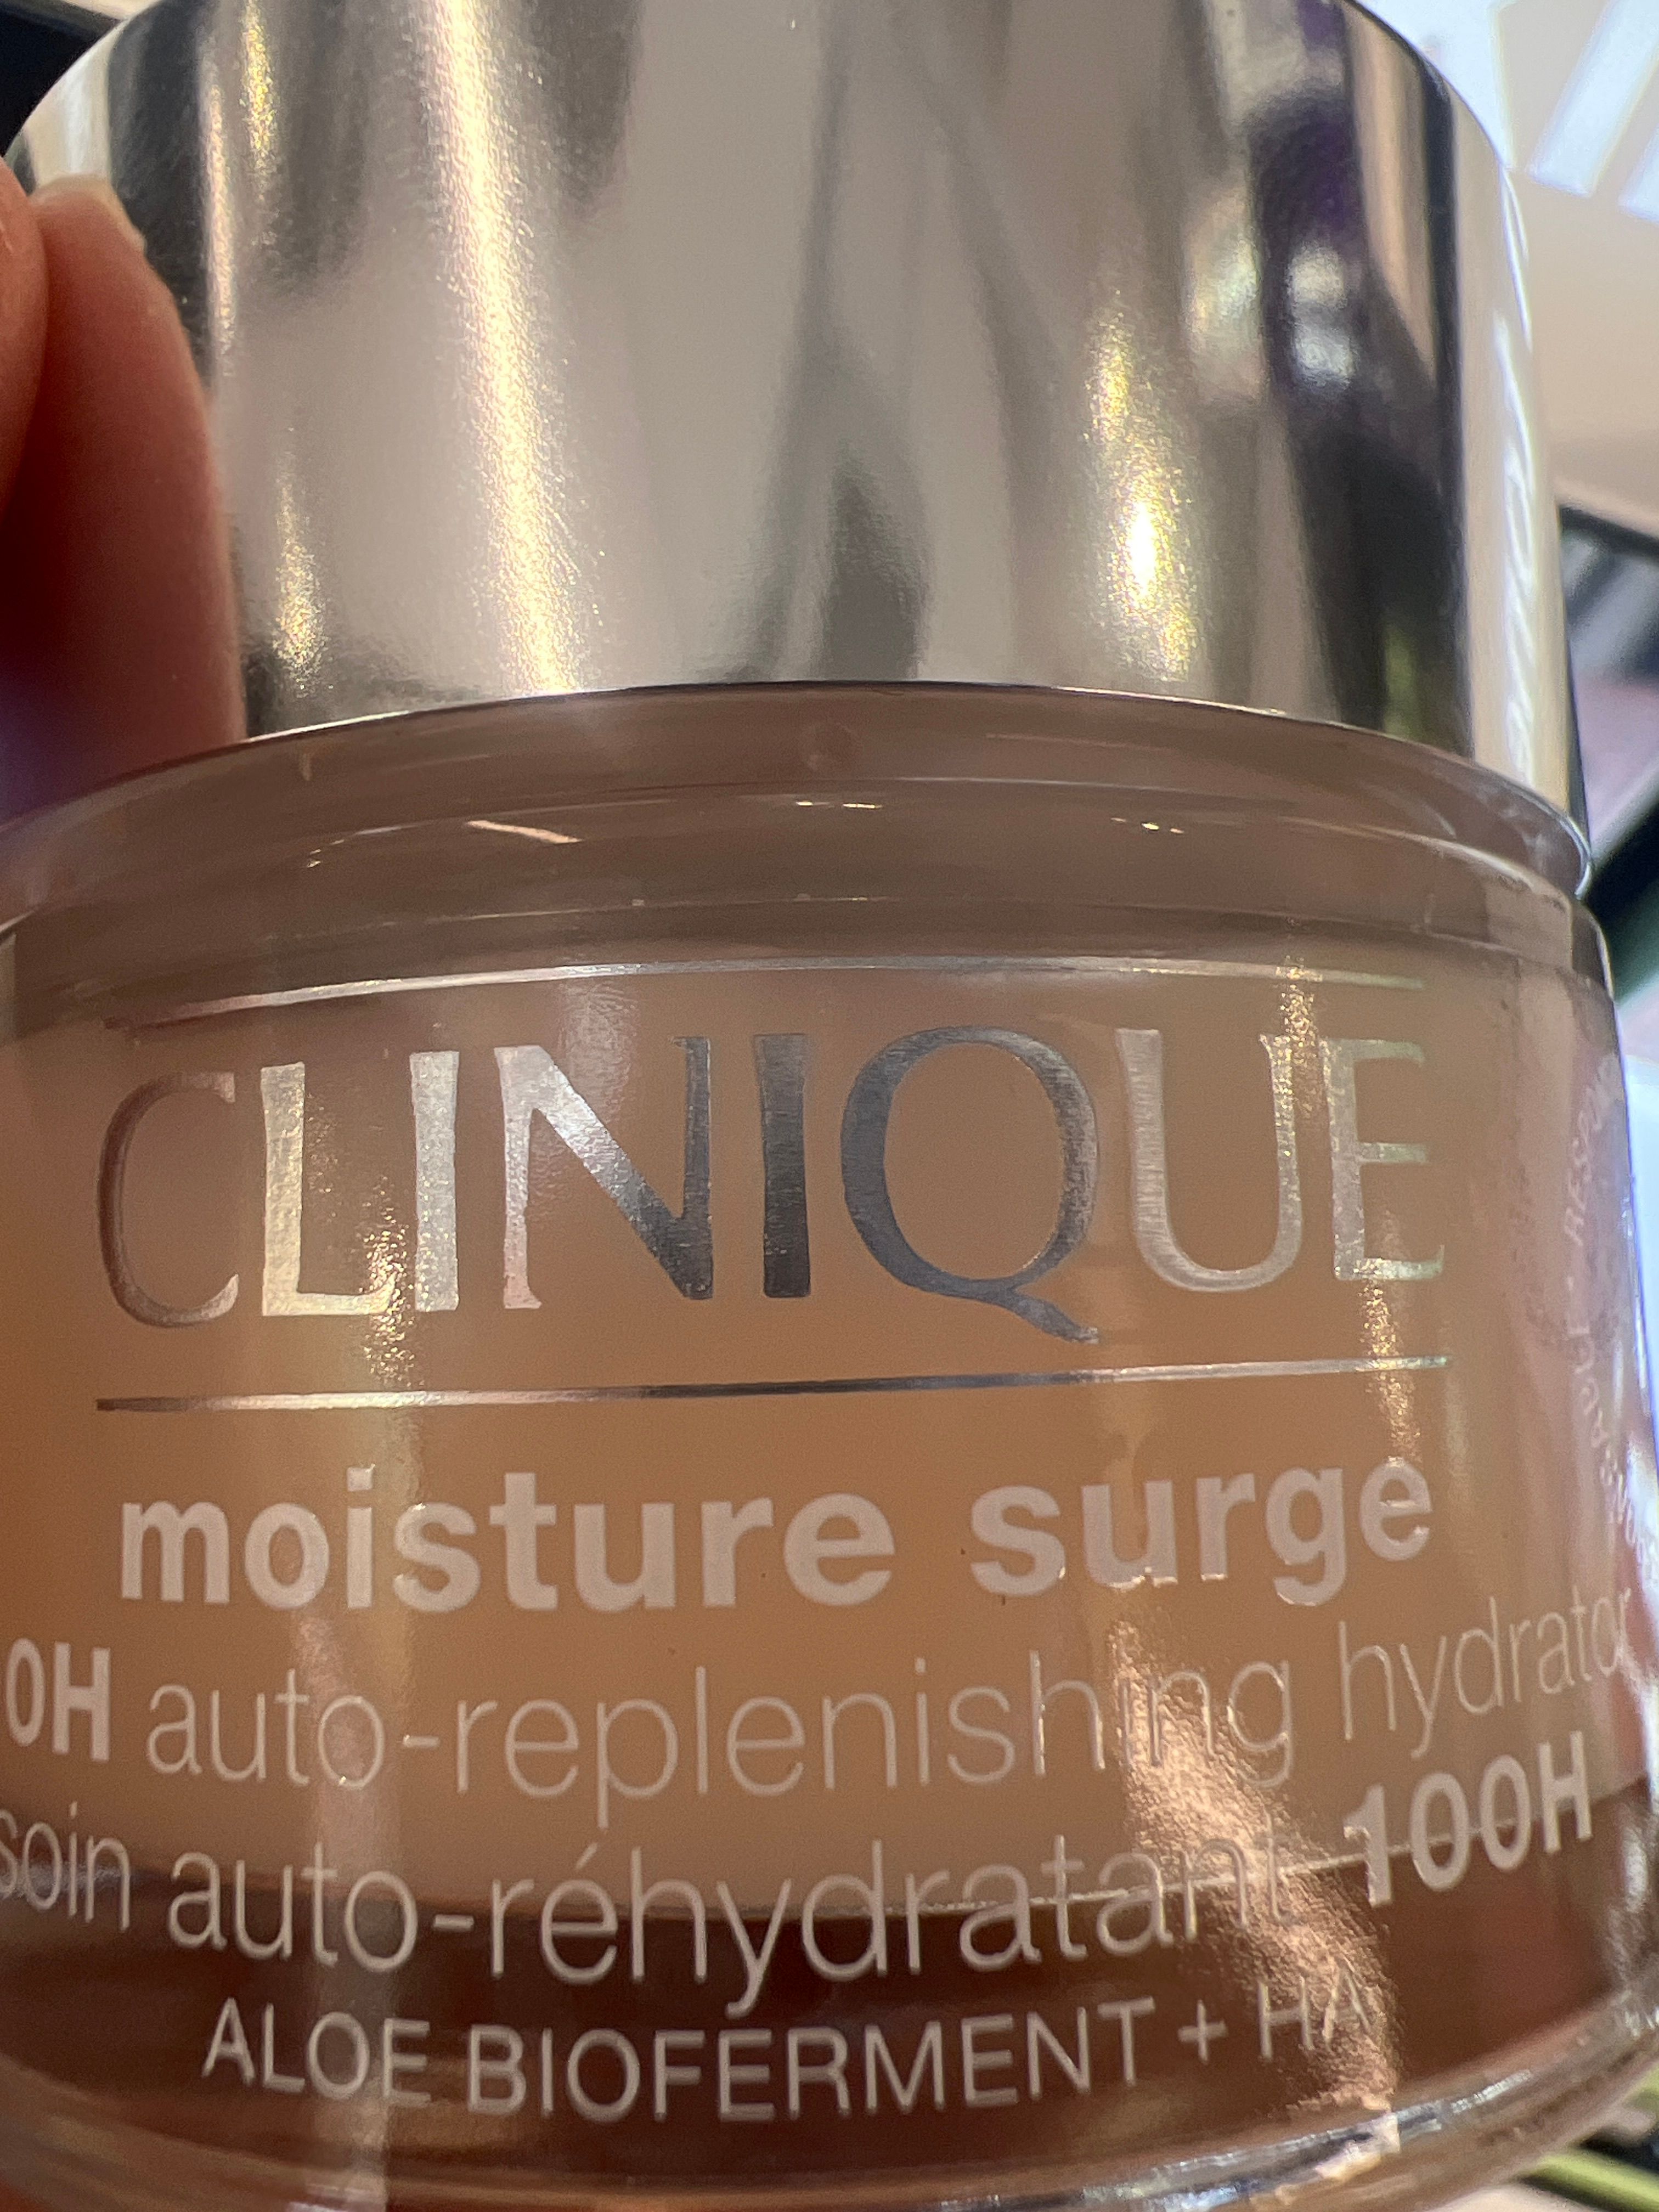 CLINIQUE
moisture surge
0H auto-replenishing hydrator
soin auto-réhydratant 100H
ALOE BIOFERMENT + HA